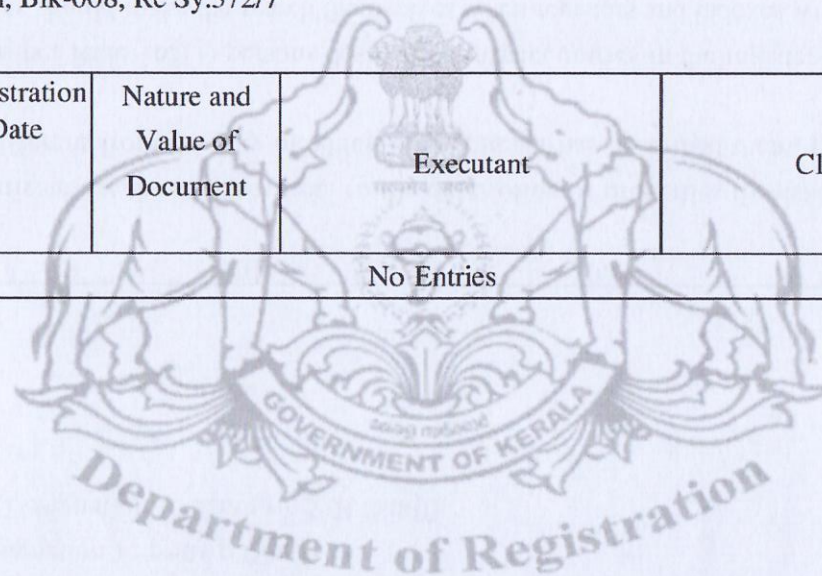 Blk-008, Re Sy.572/7
stration
Date
Nature and
Value of
Document
Executant
Cl
No Entries
GOVERNMENT OF KERALA
Department of Registration